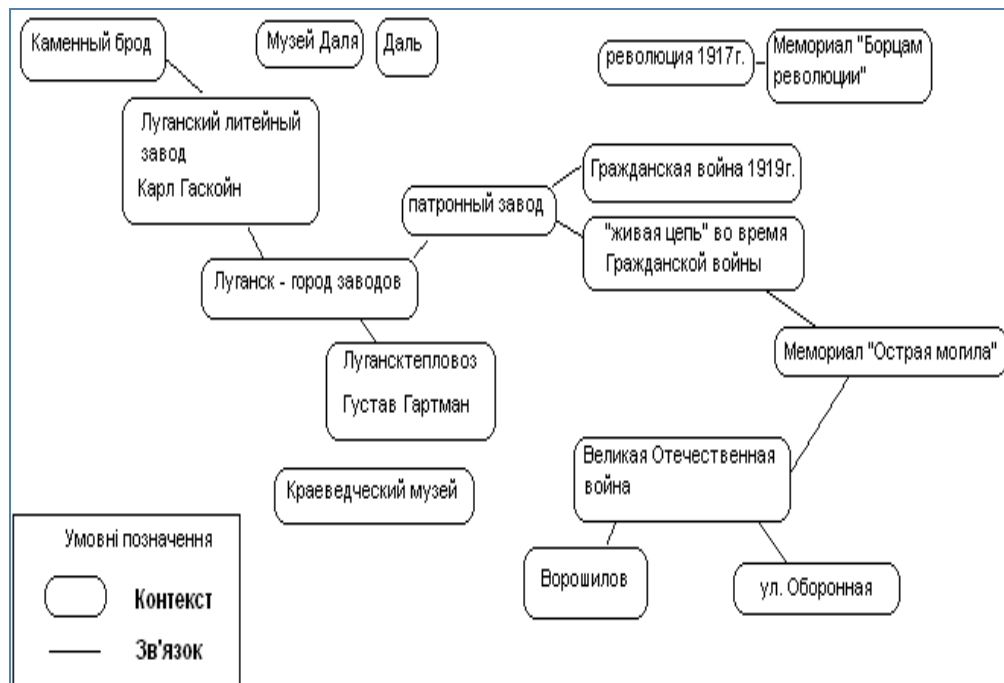 Каменный брод
Музей Даля
Даль
революция 1917г.
Мемориал "Борцам
революции"
Луганский литейный
завод
Карл Гаскойн
патронный завод
Гражданская война 1919г.
"живая цепь" во время
Гражданской войны
Луганск - город заводов
Мемориал "Острая могила"
Лугансктепловоз
Густав Гартман
Великая Отечественная
война
Краеведческий музей
Ворошилов
ул. Оборонная
Умовні позначення
Контекст
Зв'язок